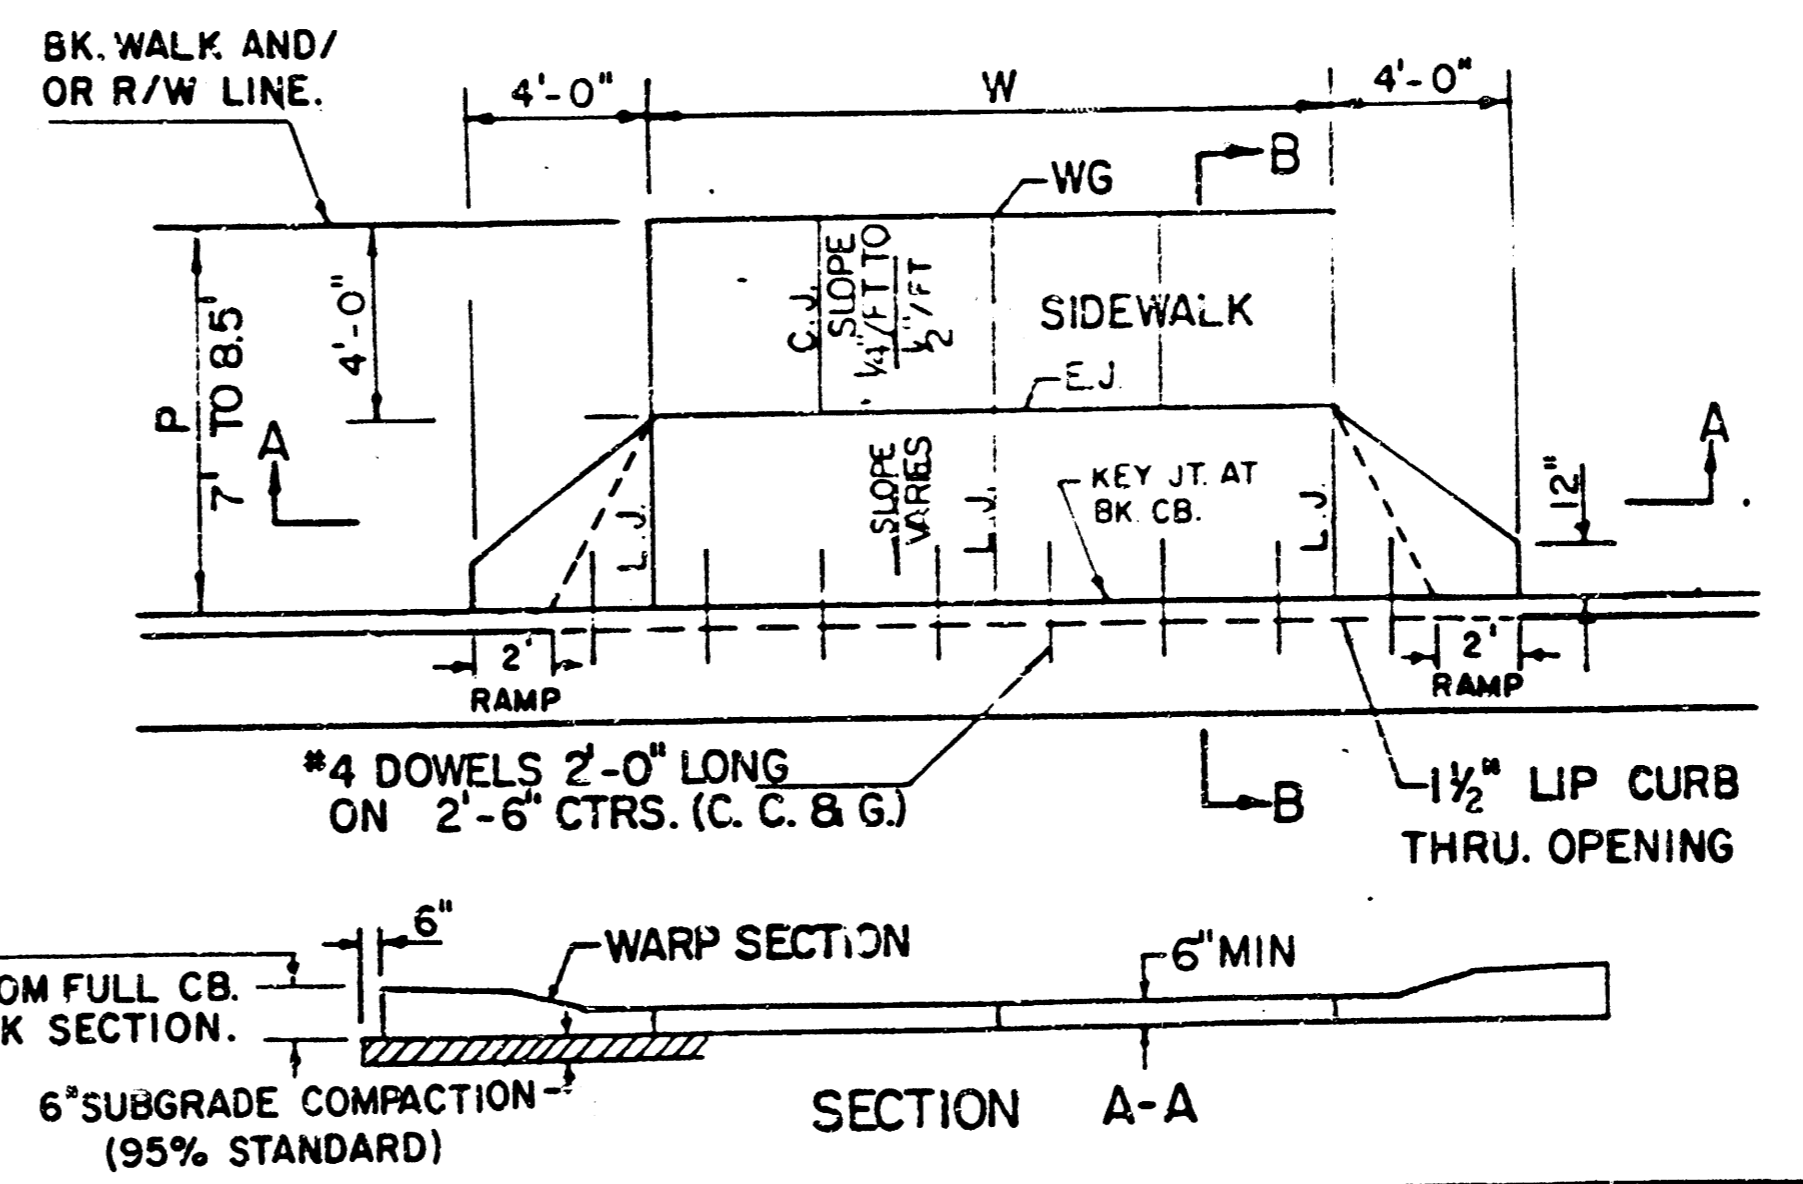 BK. WALK AND/
OR R/W LINE.
4'-0"
W
4'-0"
B
WG
P
7' TO 8.5'
4'-0"
C.J.
SLOPE
1/4"/FT TO
1/2"/FT
SIDEWALK
E.J.
A
A
SLOPE
VARIES
L.J.
L.J.
L.J.
KEY JT. AT
BK. CB.
12"
2'
RAMP
2'
RAMP
#4 DOWELS 2'-0" LONG
ON 2'-6" CTRS. (C. C. & G.)
B
1½" LIP CURB
THRU. OPENING
6"
WARP SECTION
6" MIN
OM FULL CB.
K SECTION.
6" SUBGRADE COMPACTION
(95% STANDARD)
SECTION A-A